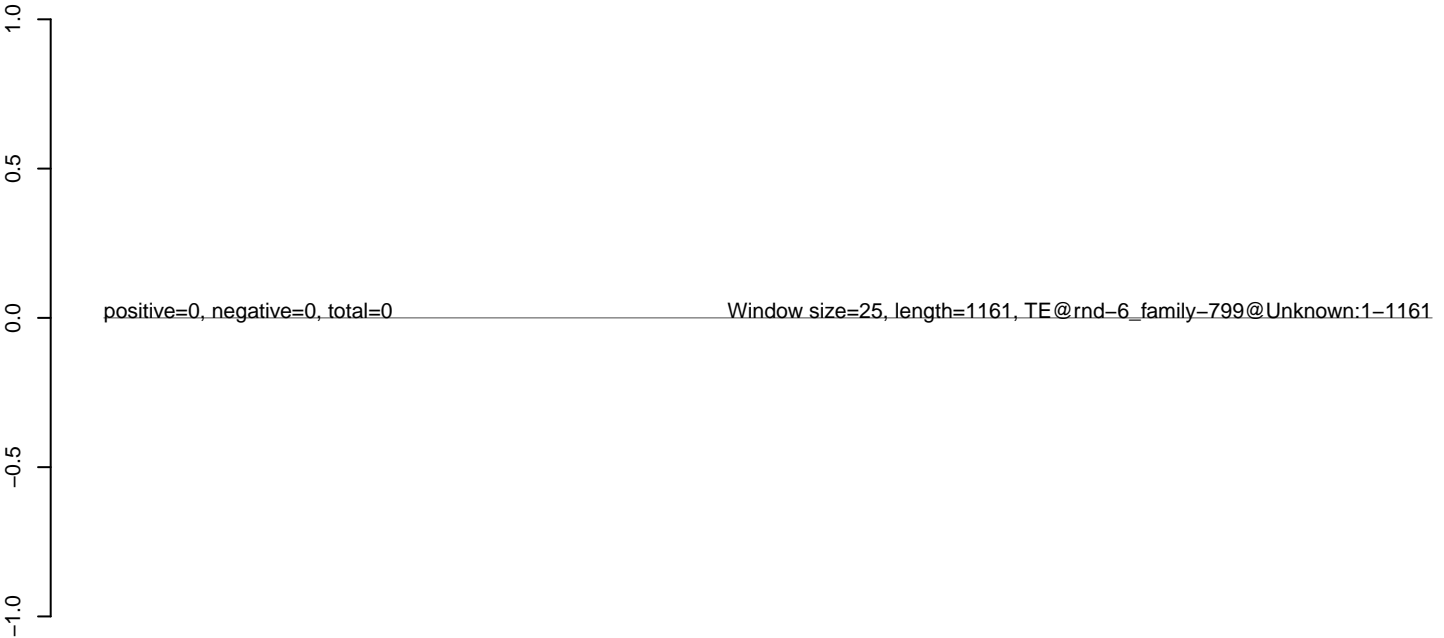 1.0
0.5
0.0
−0.5
−1.0
positive=0, negative=0, total=0
Window size=25, length=1161, TE@rnd−6_family−799@Unknown:1−1161